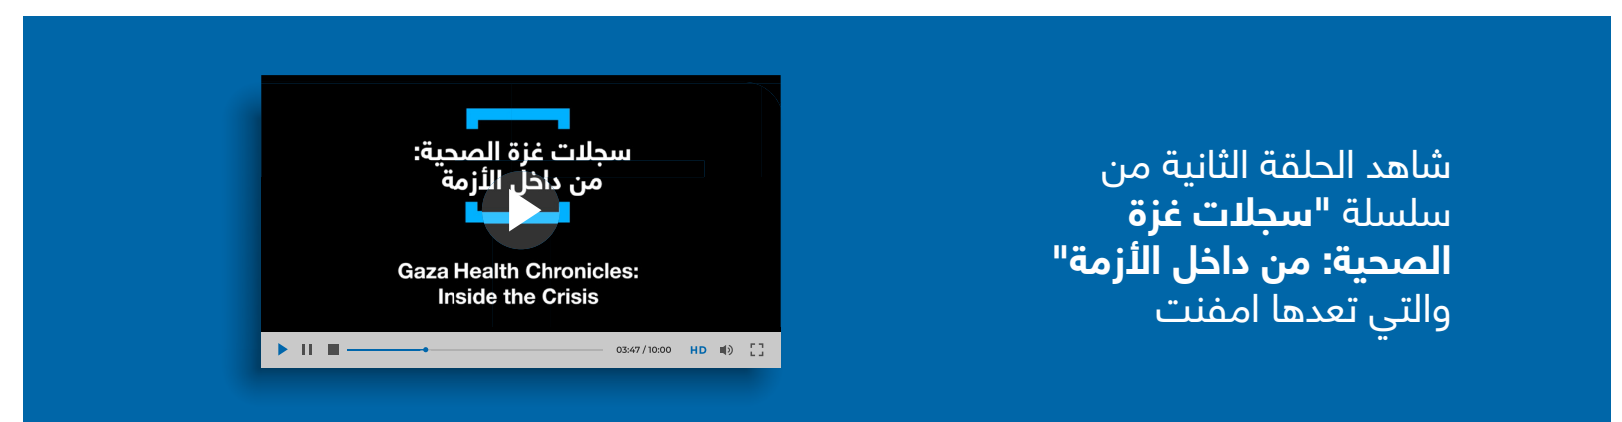 شاهد الحلقة الثانية من
سلسلة "سجلات غزة
الصحية: من داخل الأزمة"
والتي تعدها امفنت
سجلات غزة الصحية:
من داخل الأزمة
Gaza Health Chronicles:
Inside the Crisis
03:47 / 10:00 HD